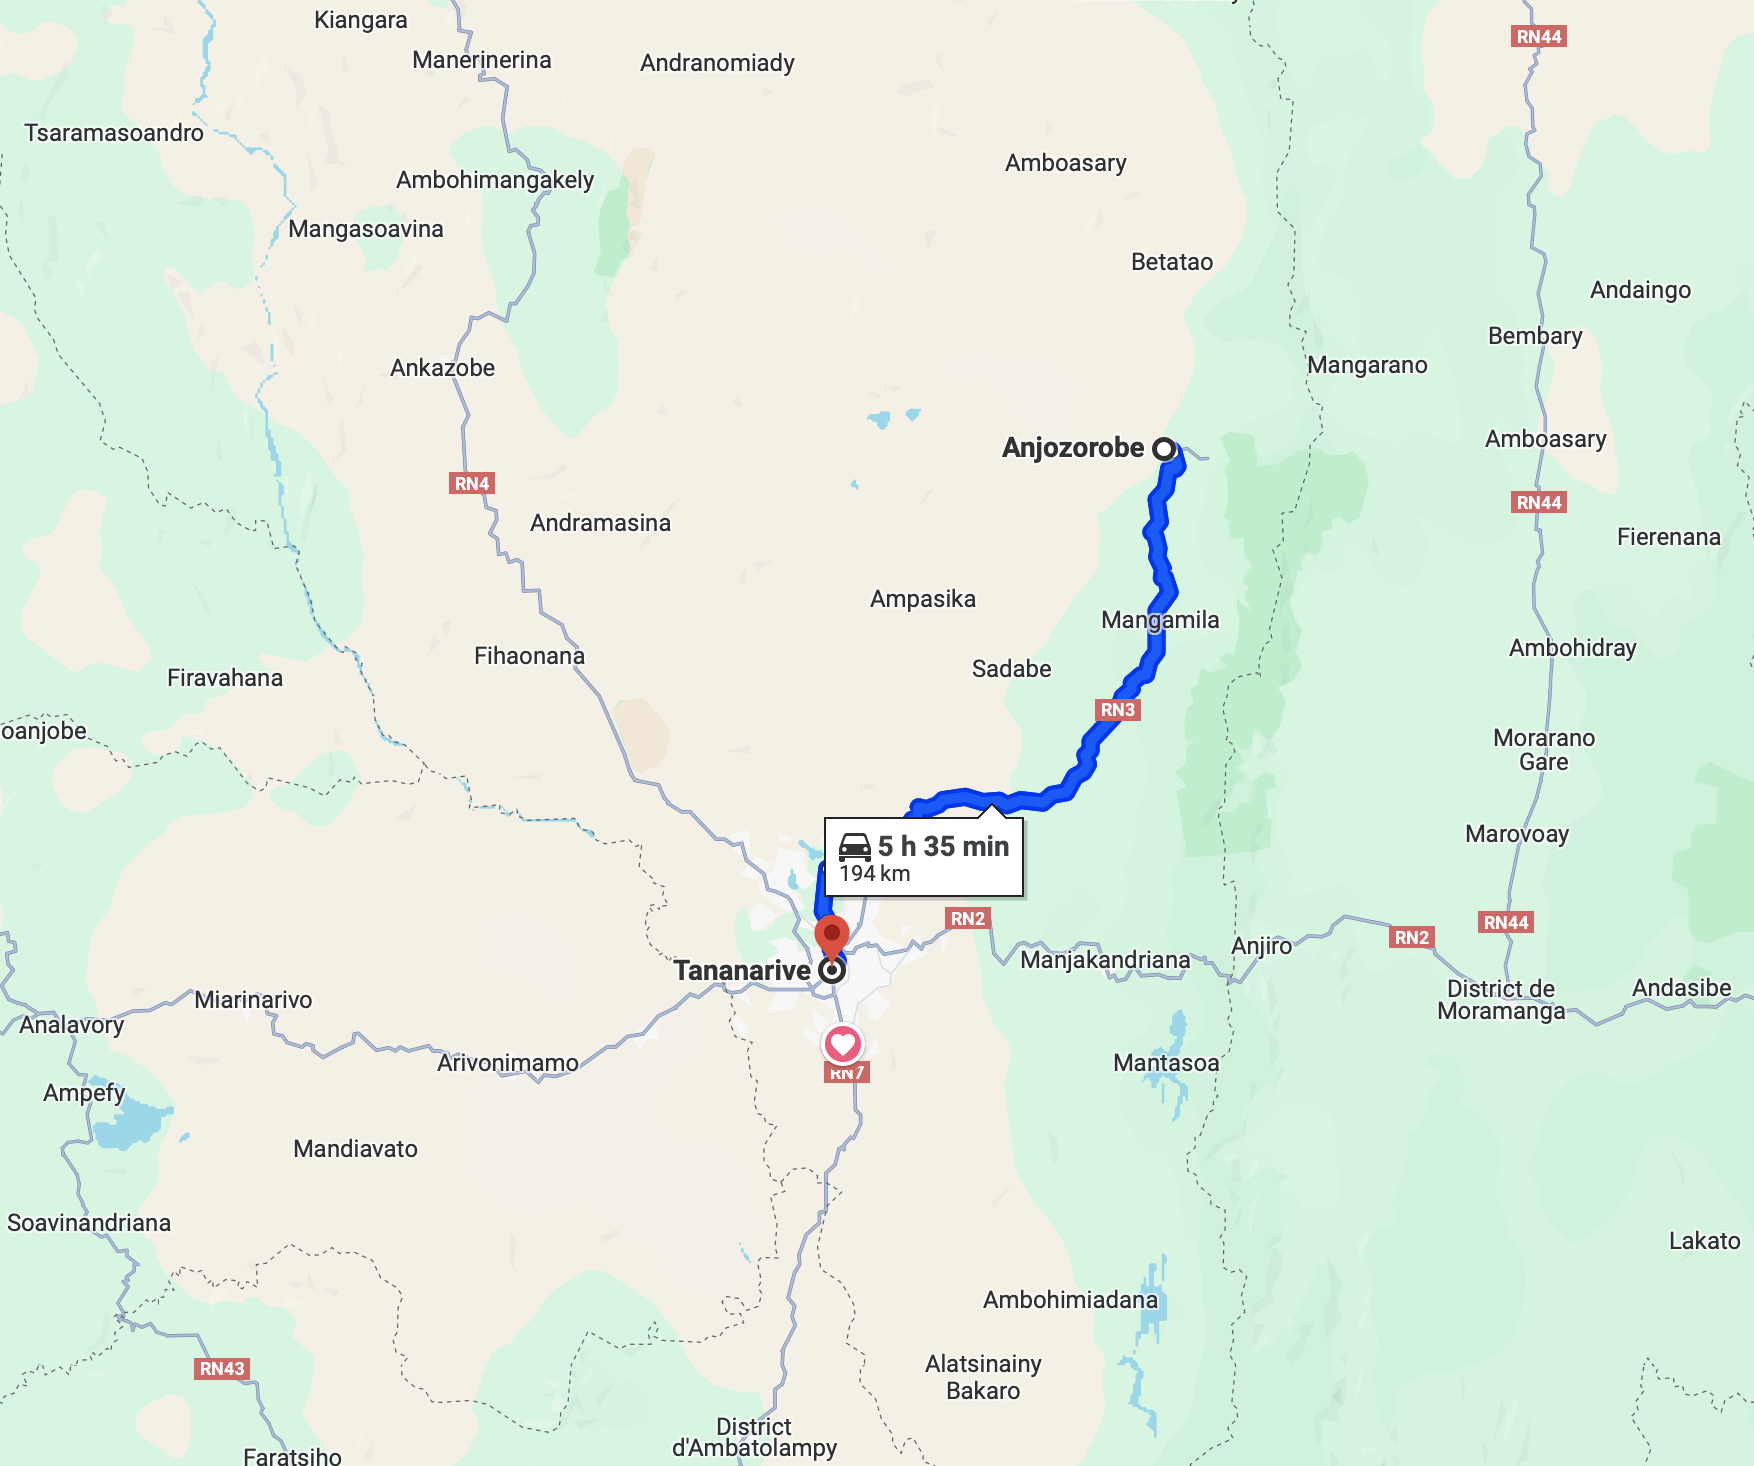 Kiangara
Manerinerina
Andranomiady
RN44
Tsaramasoandro
Amboasary
Ambohimangakely
Mangasoavina
Betatao
Andaingo
Bembary
Ankazobe
Mangarano
Anjozorobe
Amboasary
RN4
RN44
Andramasina
Fierenana
Ampasika
Mangamila
Ambohidray
Fihaonana
Sadabe
Firavahana
RN3
oanjobe
Morarano
Gare
Marovoay
5 h 35 min
194 km
RN2
RN44
RN2
Anjiro
Manjakandriana
Tananarive
District de
Moramanga
Andasibe
Miarinarivo
Analavory
Arivonimamo
Mantasoa
RN7
Ampefy
Mandiavato
Soavinandriana
Lakato
Ambohimiadana
RN43
Alatsinainy
Bakaro
District
d'Ambatolampy
Faratsiho